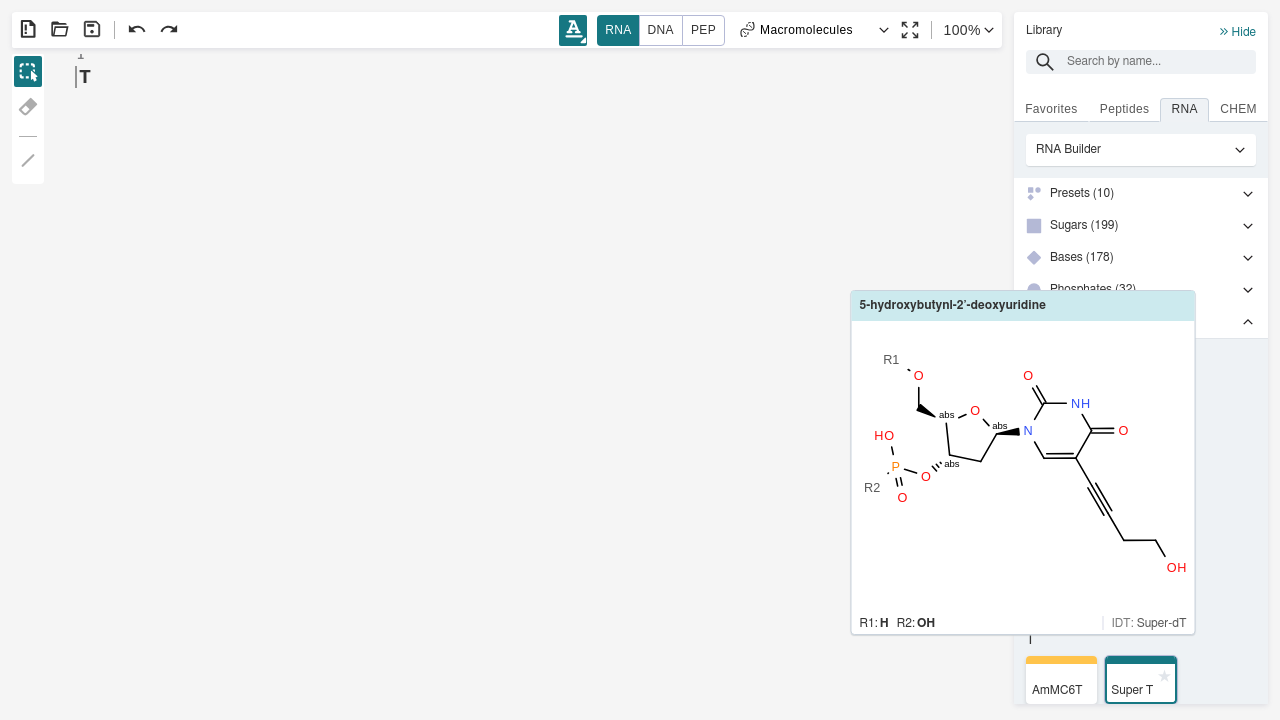 A
RNA
DNA
PEP
Macromolecules
100%
Library
Hide
Search by name...
1
T
Favorites
Peptides
RNA
CHEM
RNA Builder
Presets (10)
Sugars (199)
Bases (178)
Phosphates (32)
5-hydroxybutynl-2'-deoxyuridine
R1
O
O
NH
abs
O
abs
N
O
HO
P
abs
O
R2
O
OH
R1: H R2: OH
IDT: Super-dT
T
AmMC6T
Super T